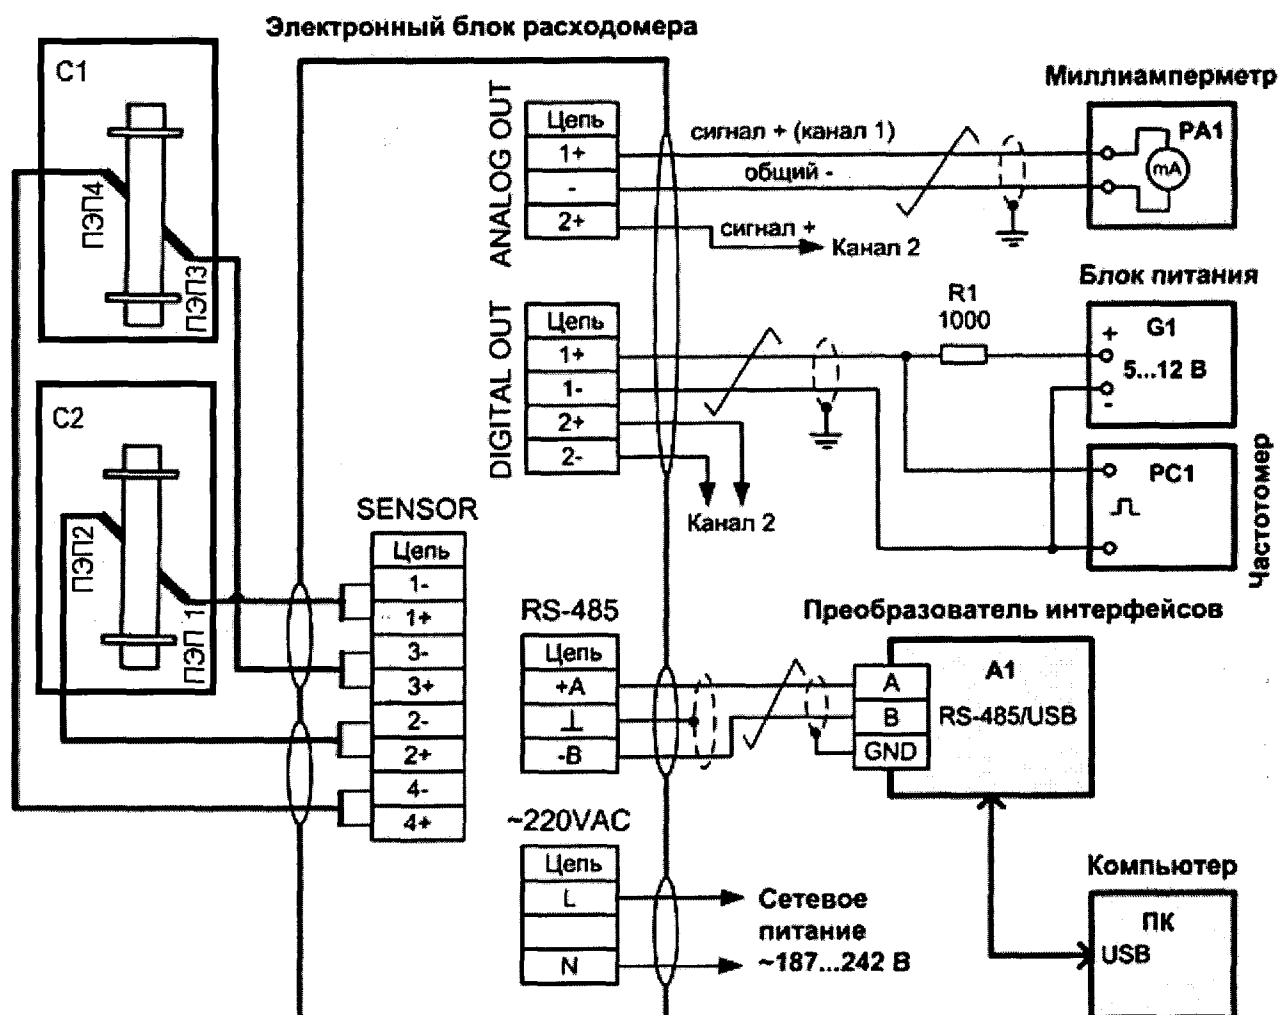 Электронный блок расходомера
С1
ПЭП4
ПЭП3
С2
ПЭП2
ПЭП 1
SENSOR
Цепь
1-
1+
3-
3+
2-
2+
4-
4+
ANALOG OUT
Цепь
1+
-
2+
сигнал + (канал 1)
общий -
сигнал +
Канал 2
Миллиамперметр
PA1
mA
DIGITAL OUT
Цепь
1+
1-
2+
2-
Канал 2
R1
1000
Блок питания
G1
+
5...12 В
-
PC1
Частотомер
RS-485
Цепь
+A
⊥
-B
Преобразователь интерфейсов
A
B
GND
A1
RS-485/USB
~220VAC
Цепь
L
N
Сетевое
питание
~187...242 В
Компьютер
ПК
USB